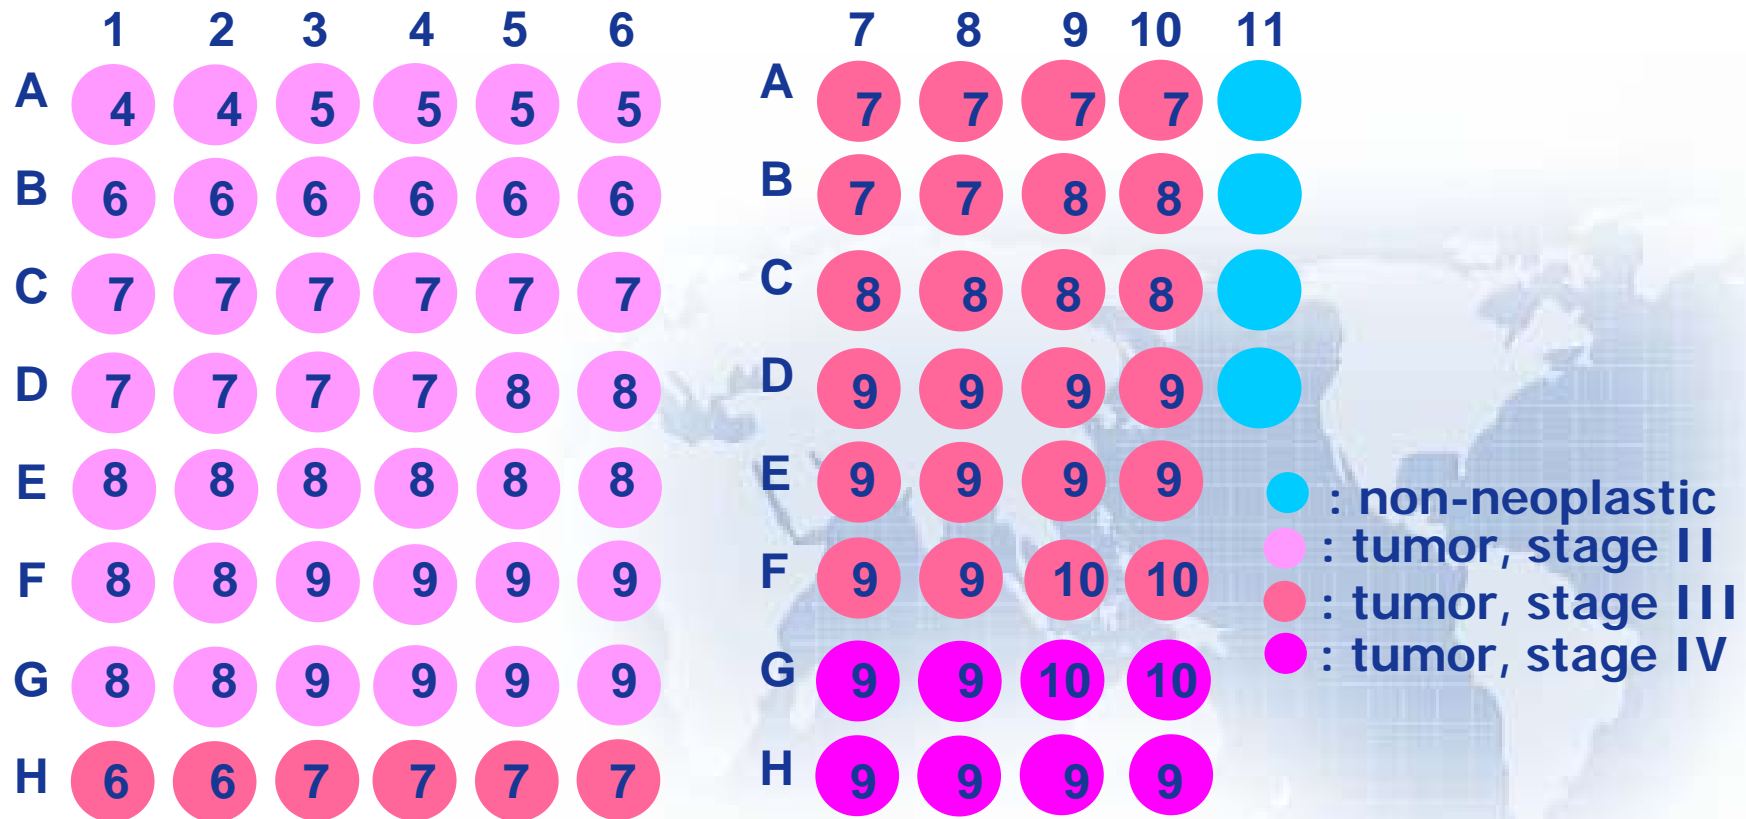 1 2 3 4 5 6 7 8 9 10 11
A 4 4 5 5 5 5 A 7 7 7 7
B 6 6 6 6 6 6 B 7 7 8 8
C 7 7 7 7 7 7 C 8 8 8 8
D 7 7 7 7 8 8 D 9 9 9 9
E 8 8 8 8 8 8 E 9 9 9 9
: non-neoplastic
: tumor, stage II
F 8 8 9 9 9 9 F 9 9 10 10
: tumor, stage III
: tumor, stage IV
G 8 8 9 9 9 9 G 9 9 10 10
H 6 6 7 7 7 7 H 9 9 9 9